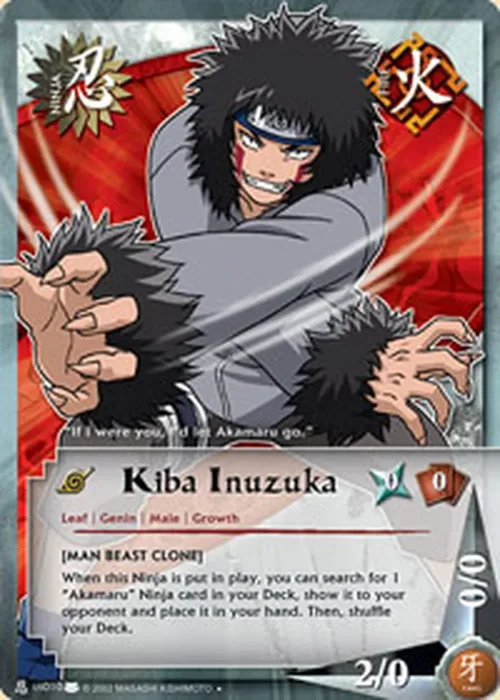 忍
NINJA
火
FIRE
"If I were you, I'd let Akamaru go."
Kiba Inuzuka
0
0
Leaf | Genin | Male | Growth
[MAN BEAST CLONE]
When this Ninja is put in play, you can search for 1
"Akamaru" Ninja card in your Deck, show it to your
opponent and place it in your hand. Then, shuffle
your Deck.
0/0
2/0
牙
© 2002 MASASHI KISHIMOTO